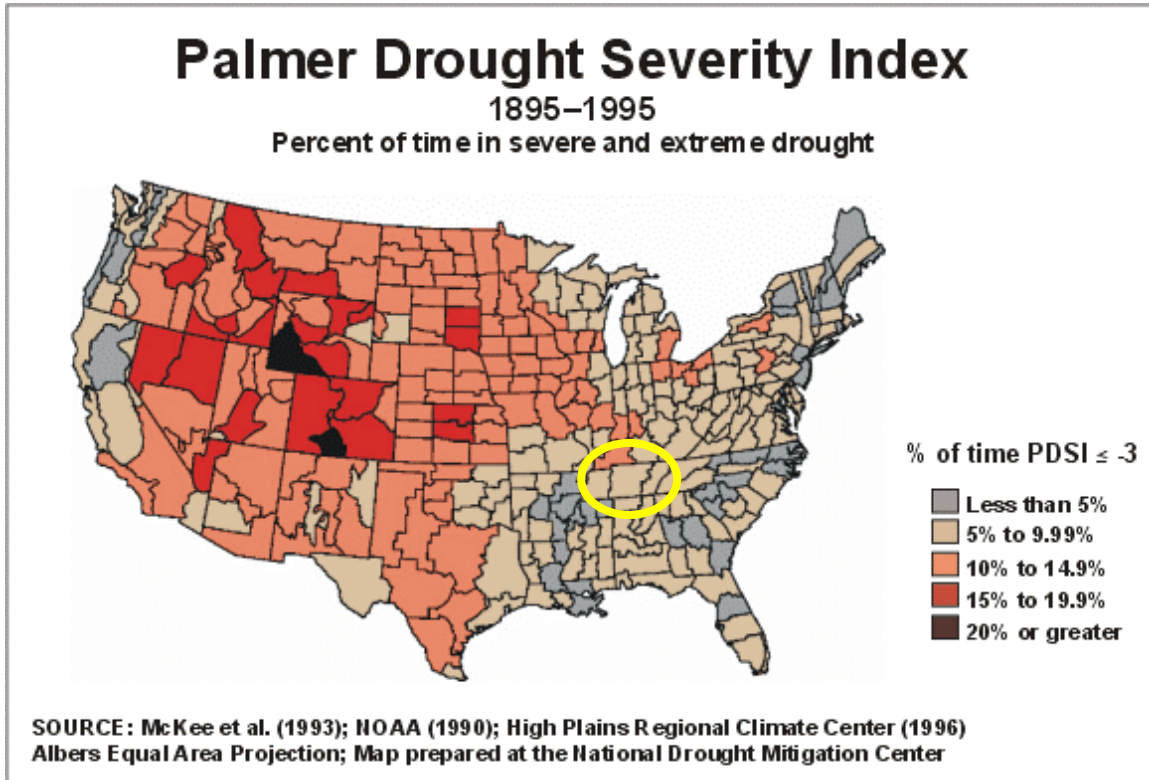 Palmer Drought Severity Index
1895–1995
Percent of time in severe and extreme drought
% of time PDSI ≤ -3
Less than 5%
5% to 9.99%
10% to 14.9%
15% to 19.9%
20% or greater
SOURCE: McKee et al. (1993); NOAA (1990); High Plains Regional Climate Center (1996)
Albers Equal Area Projection; Map prepared at the National Drought Mitigation Center